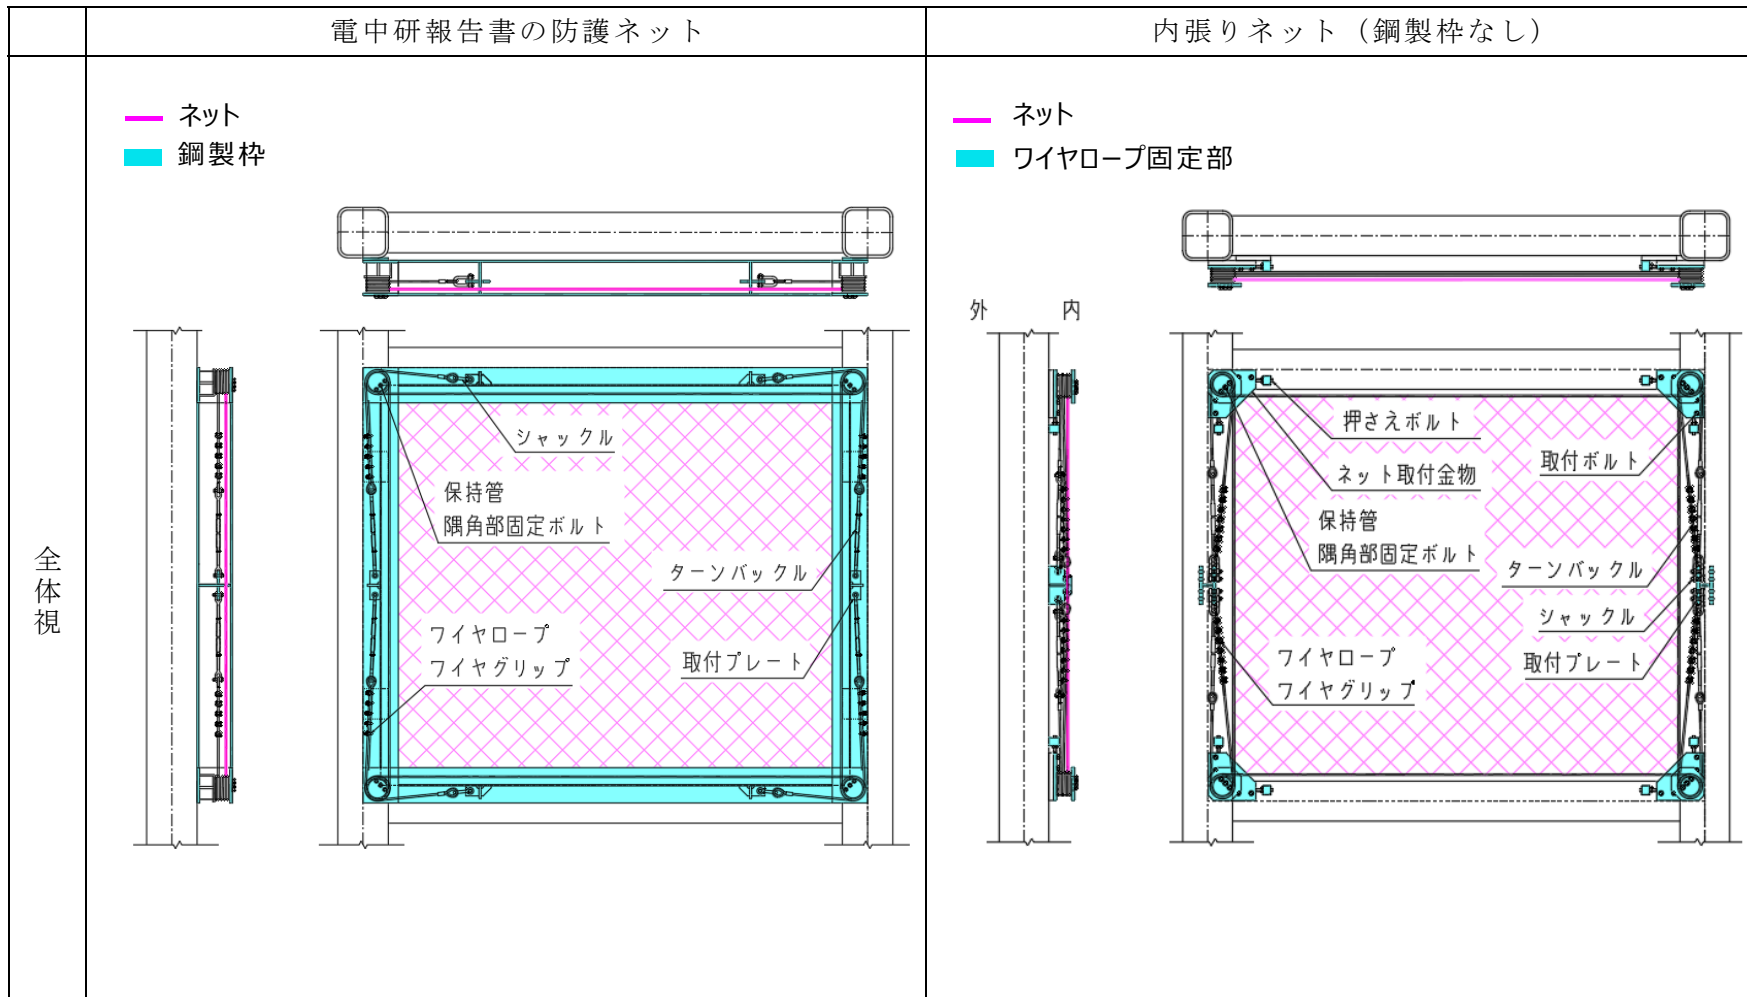 電中研報告書の防護ネット
内張りネット（鋼製枠なし）
全体視
ネット
鋼製枠
シャックル
保持管
隅角部固定ボルト
ターンバックル
ワイヤロープ
ワイヤグリップ
取付プレート
ネット
ワイヤロープ固定部
外
内
押さえボルト
取付ボルト
ネット取付金物
保持管
隅角部固定ボルト
ターンバックル
シャックル
ワイヤロープ
ワイヤグリップ
取付プレート